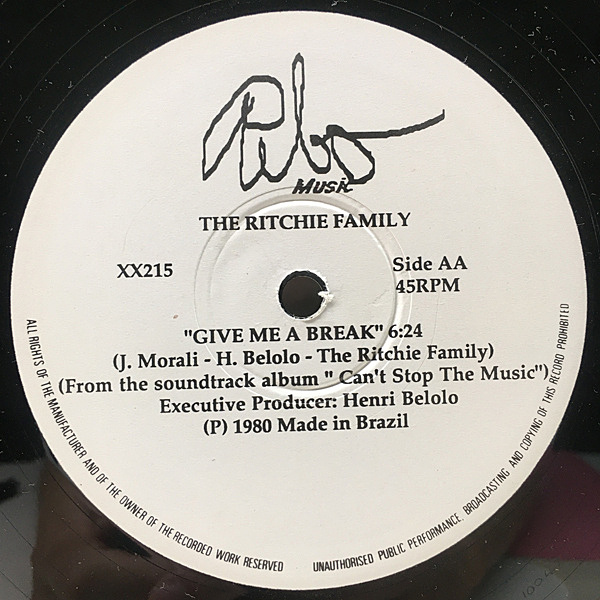 Music
THE RITCHIE FAMILY
XX215
Side AA
45RPM
"GIVE ME A BREAK" 6:24
(J. Morali - H. Belolo - The Ritchie Family)
(From the soundtrack album " Can't Stop The Music")
Executive Producer: Henri Belolo
(P) 1980 Made in Brazil
ALL RIGHTS OF THE MANUFACTURER AND OF THE OWNER OF THE RECORDED WORK RESERVED
UNAUTHORISED PUBLIC PERFORMANCE, BROADCASTING AND COPYING OF THIS RECORD PROHIBITED